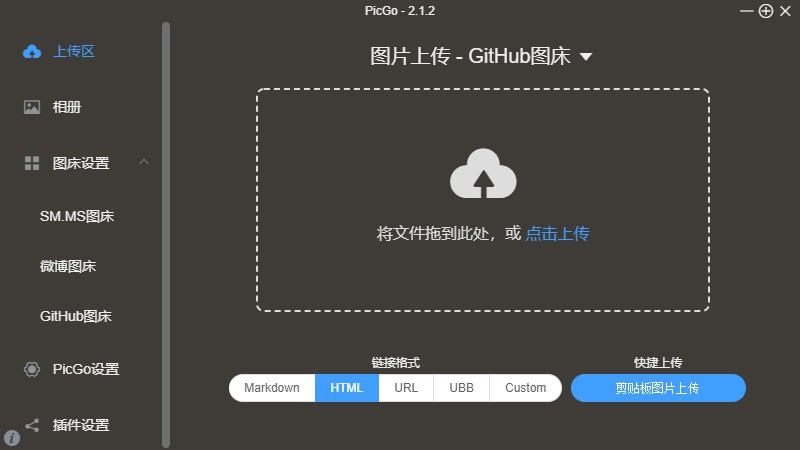 PicGo - 2.1.2
上传区
相册
图床设置
SM.MS图床
微博图床
GitHub图床
PicGo设置
插件设置
图片上传 - GitHub图床
将文件拖到此处，或 点击上传
链接格式
Markdown HTML URL UBB Custom
快捷上传
剪贴板图片上传